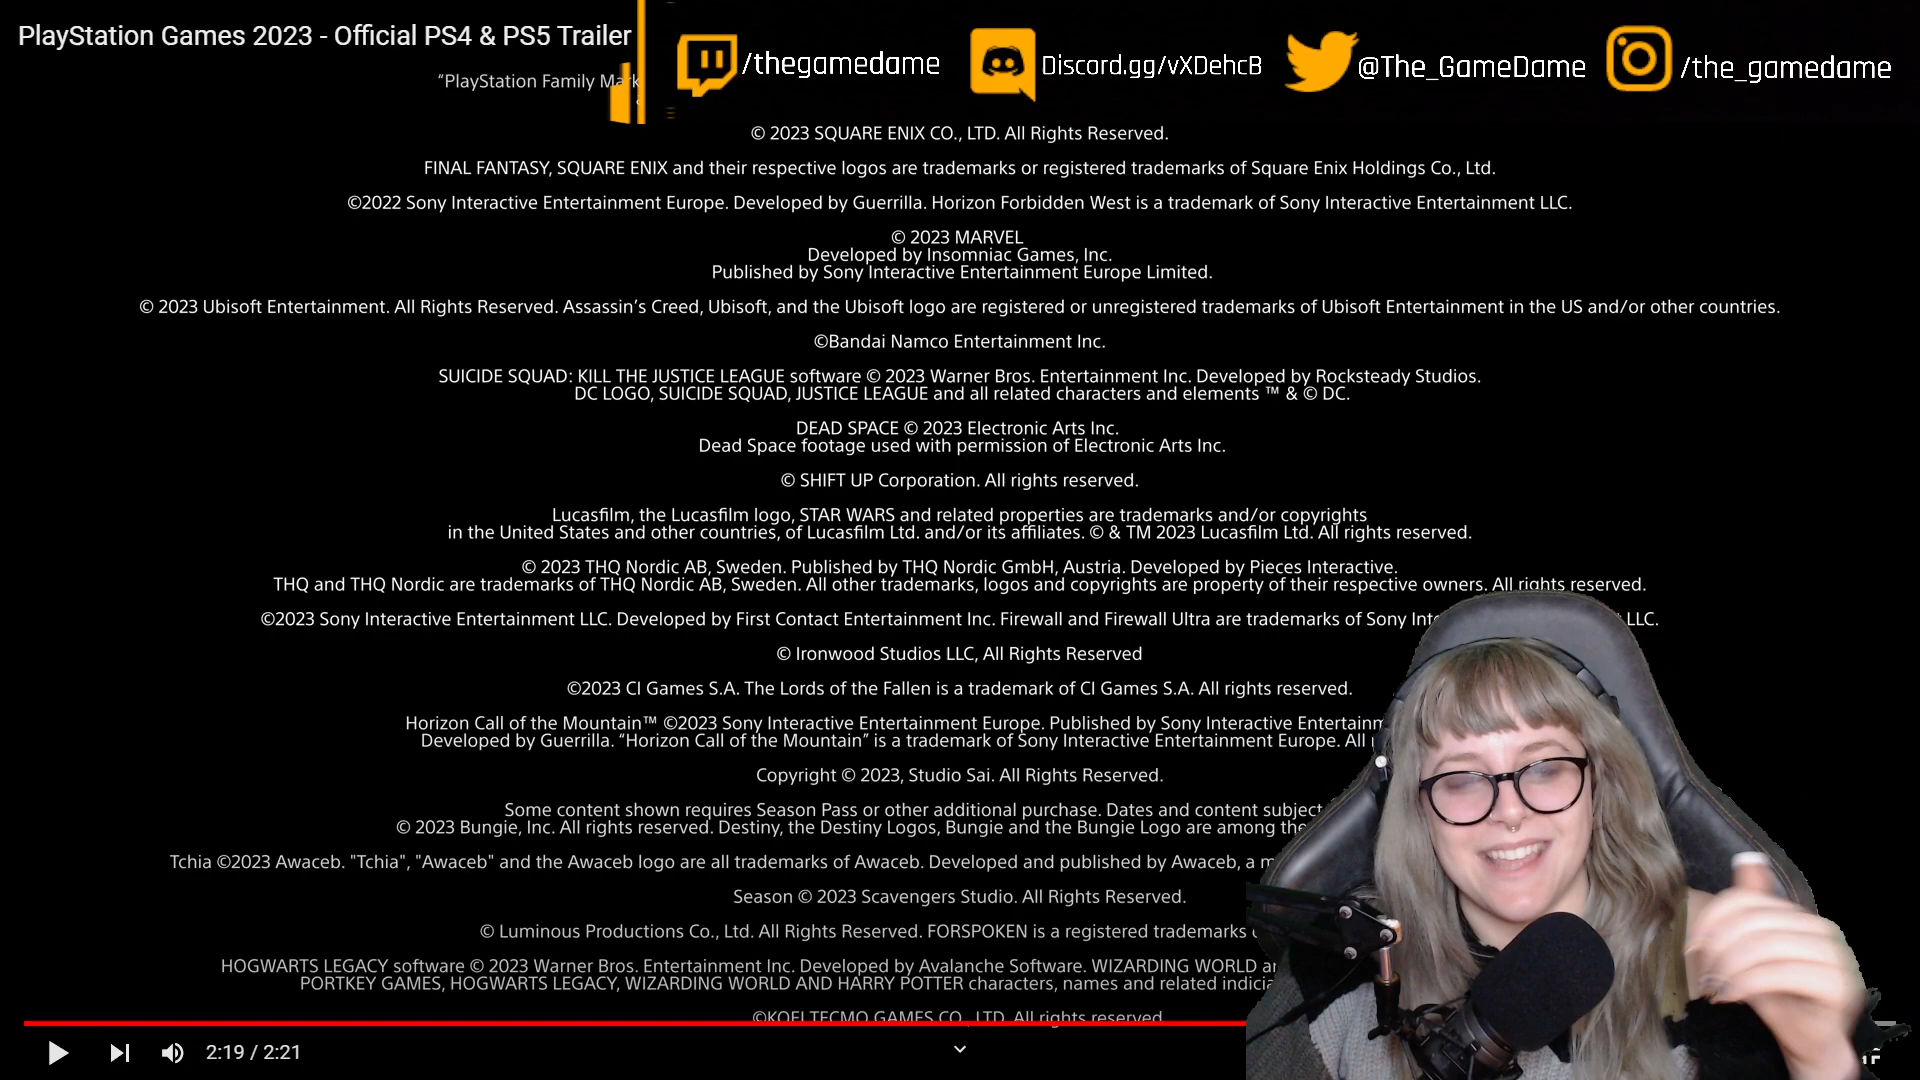 PlayStation Games 2023 - Official PS4 & PS5 Trailer
/thegamedame
Discord.gg/vXDehcB
@The_GameDame
/the_gamedame
“PlayStation Family Mark
© 2023 SQUARE ENIX CO., LTD. All Rights Reserved.
FINAL FANTASY, SQUARE ENIX and their respective logos are trademarks or registered trademarks of Square Enix Holdings Co., Ltd.
©2022 Sony Interactive Entertainment Europe. Developed by Guerrilla. Horizon Forbidden West is a trademark of Sony Interactive Entertainment LLC.
© 2023 MARVEL
Developed by Insomniac Games, Inc.
Published by Sony Interactive Entertainment Europe Limited.
© 2023 Ubisoft Entertainment. All Rights Reserved. Assassin’s Creed, Ubisoft, and the Ubisoft logo are registered or unregistered trademarks of Ubisoft Entertainment in the US and/or other countries.
©Bandai Namco Entertainment Inc.
SUICIDE SQUAD: KILL THE JUSTICE LEAGUE software © 2023 Warner Bros. Entertainment Inc. Developed by Rocksteady Studios.
DC LOGO, SUICIDE SQUAD, JUSTICE LEAGUE and all related characters and elements ™ & © DC.
DEAD SPACE © 2023 Electronic Arts Inc.
Dead Space footage used with permission of Electronic Arts Inc.
© SHIFT UP Corporation. All rights reserved.
Lucasfilm, the Lucasfilm logo, STAR WARS and related properties are trademarks and/or copyrights
in the United States and other countries, of Lucasfilm Ltd. and/or its affiliates. © & TM 2023 Lucasfilm Ltd. All rights reserved.
© 2023 THQ Nordic AB, Sweden. Published by THQ Nordic GmbH, Austria. Developed by Pieces Interactive.
THQ and THQ Nordic are trademarks of THQ Nordic AB, Sweden. All other trademarks, logos and copyrights are property of their respective owners. All rights reserved.
©2023 Sony Interactive Entertainment LLC. Developed by First Contact Entertainment Inc. Firewall and Firewall Ultra are trademarks of Sony LLC.
© Ironwood Studios LLC, All Rights Reserved
©2023 CI Games S.A. The Lords of the Fallen is a trademark of CI Games S.A. All rights reserved.
Horizon Call of the Mountain™ ©2023 Sony Interactive Entertainment Europe. Published by Sony Interactive
Developed by Guerrilla. “Horizon Call of the Mountain” is a trademark of Sony Interactive Entertainment Europe. All
Copyright © 2023, Studio Sai. All Rights Reserved.
Some content shown requires Season Pass or other additional purchase. Dates and content subject
© 2023 Bungie, Inc. All rights reserved. Destiny, the Destiny Logos, Bungie and the Bungie Logo are among the
Tchia ©2023 Awaceb. "Tchia", "Awaceb" and the Awaceb logo are all trademarks of Awaceb. Developed and published by Awaceb, a
Season © 2023 Scavengers Studio. All Rights Reserved.
© Luminous Productions Co., Ltd. All Rights Reserved. FORSPOKEN is a registered trademarks
HOGWARTS LEGACY software © 2023 Warner Bros. Entertainment Inc. Developed by Avalanche Software. WIZARDING WORLD
PORTKEY GAMES, HOGWARTS LEGACY, WIZARDING WORLD AND HARRY POTTER characters, names and related
©KOEI TECMO GAMES CO., LTD. All rights reserved.
2:19 / 2:21